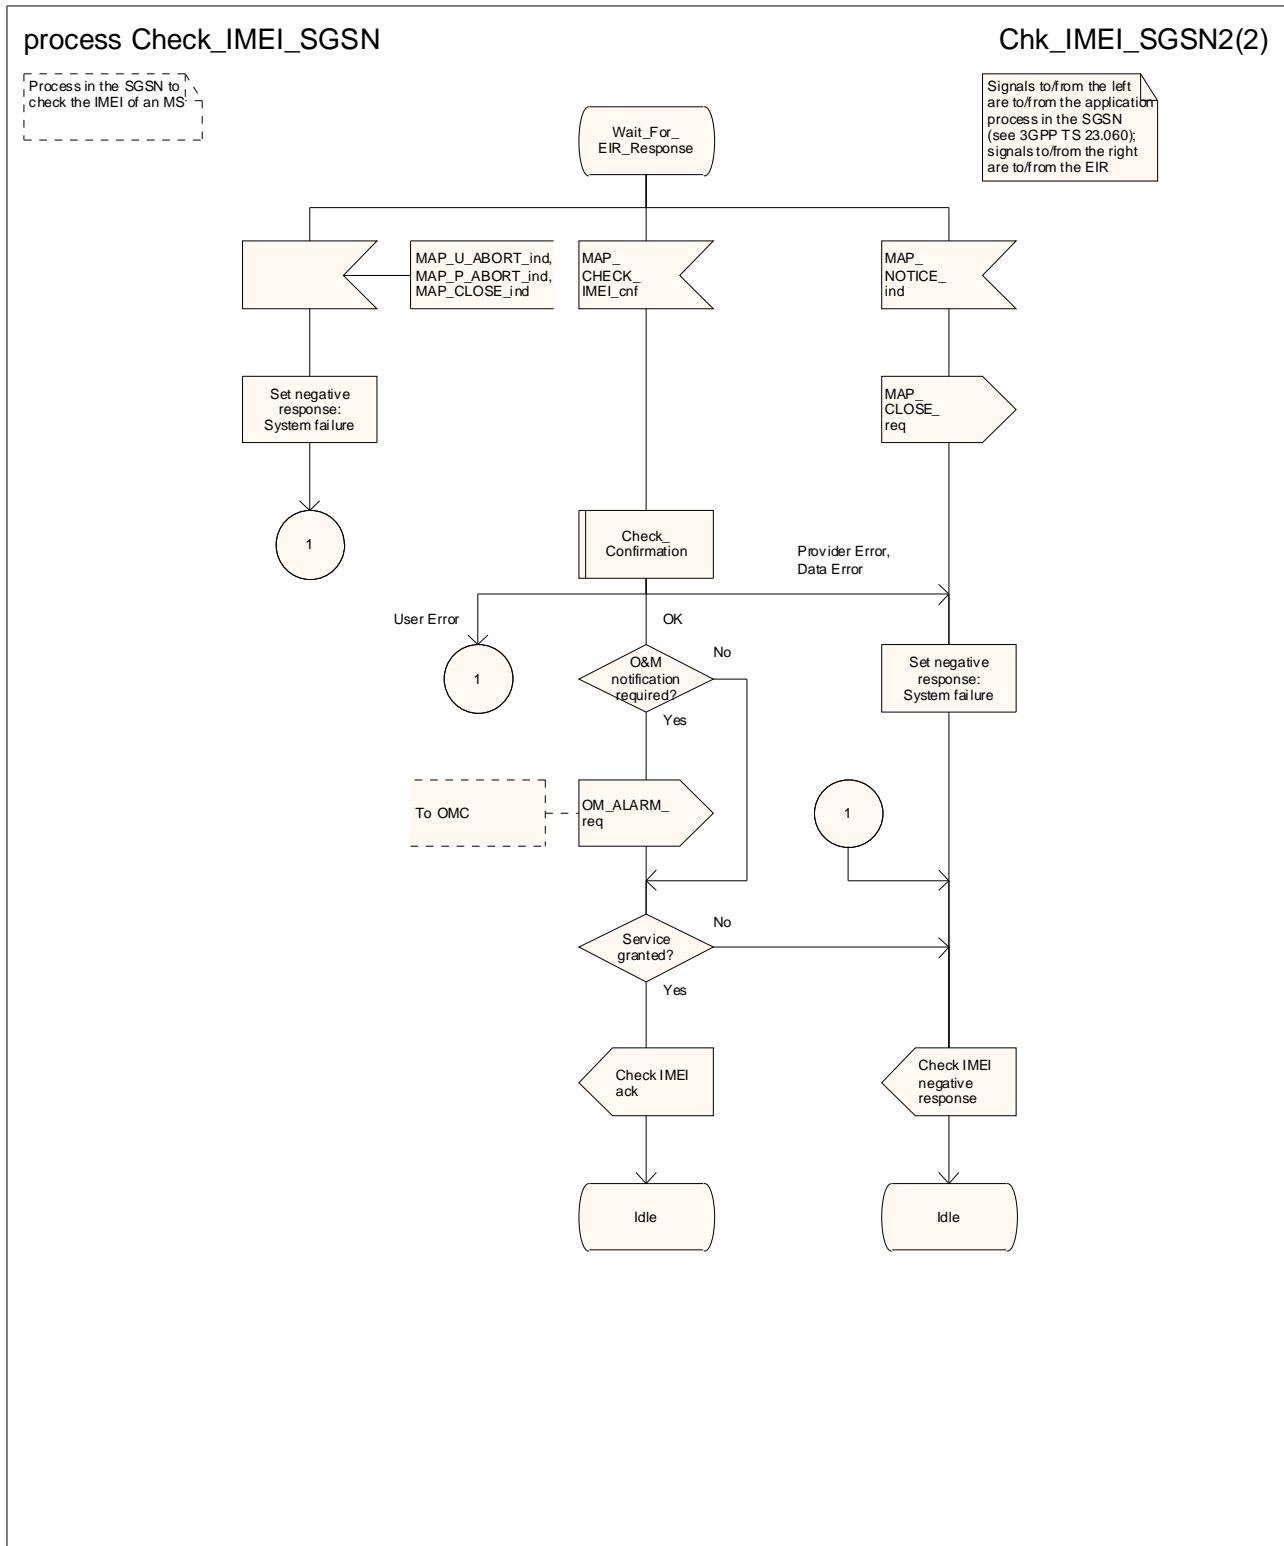 process Check_IMEI_SGSN
Chk_IMEI_SGSN2(2)
Process in the SGSN to
check the IMEI of an MS
Signals to/from the left
are to/from the application
process in the SGSN
(see 3GPP TS 23.060);
signals to/from the right
are to/from the EIR
Wait_For_
EIR_Response
MAP_U_ABORT_ind,
MAP_P_ABORT_ind,
MAP_CLOSE_ind
MAP_
CHECK_
IMEI_cnf
MAP_
NOTICE_
ind
Set negative
response:
System failure
MAP_
CLOSE_
req
1
Check_
Confirmation
Provider Error,
Data Error
User Error
OK
1
O&M
notification
required?
No
Yes
Set negative
response:
System failure
To OMC
OM_ALARM_
req
1
Service
granted?
No
Yes
Check IMEI
ack
Check IMEI
negative
response
Idle
Idle